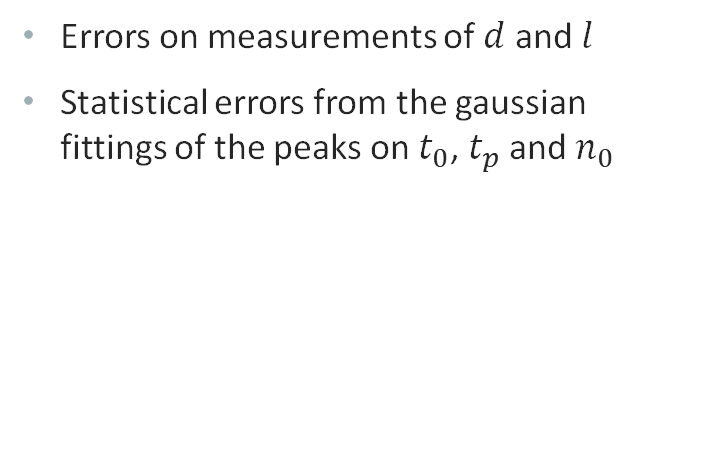 • Errors on measurements of d and l
• Statistical errors from the gaussian
fittings of the peaks on t₀, tₚ and n₀